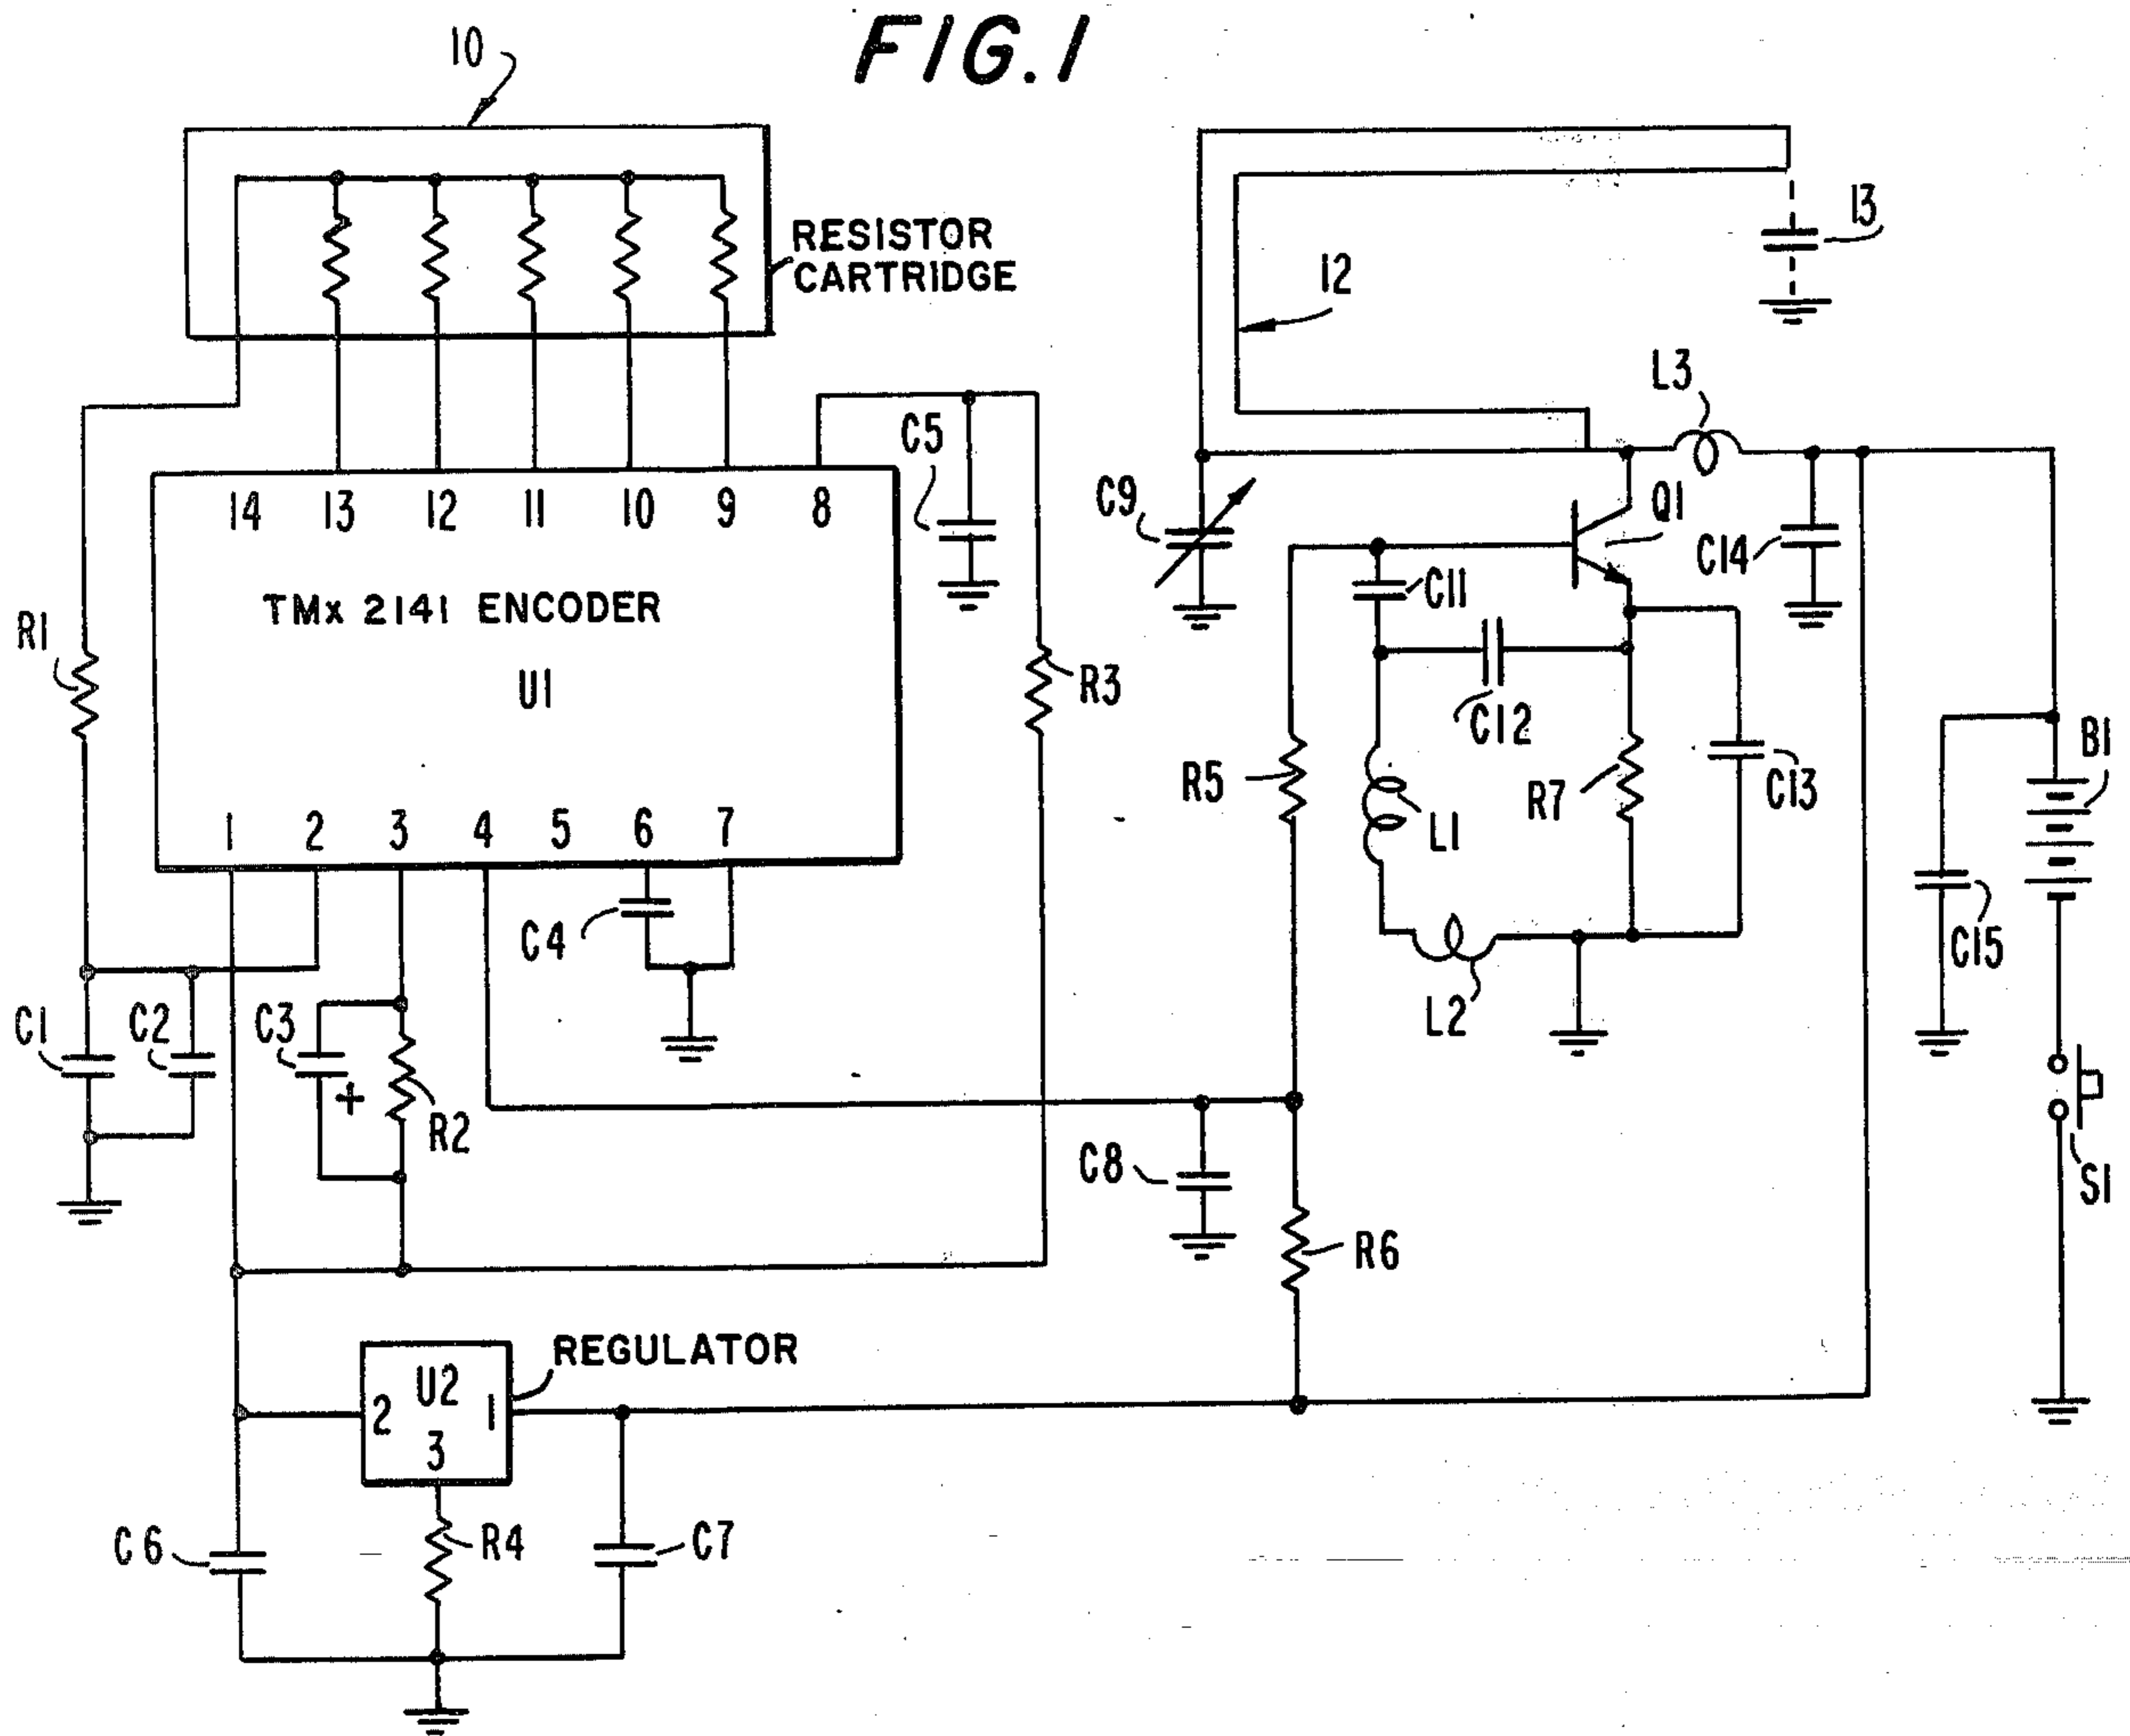 FIG. 1
10
RESISTOR
CARTRIDGE
13
12
L3
C5
C9
Q1
C14
14 13 12 11 10 9 8
TMx 2141 ENCODER
U1
R1
R3
C11
C12
C13
R5
L1
R7
B1
1 2 3 4 5 6 7
C4
L2
C15
C1
C2
C3
+
R2
C8
S1
R6
REGULATOR
U2
2
1
3
C6
R4
C7